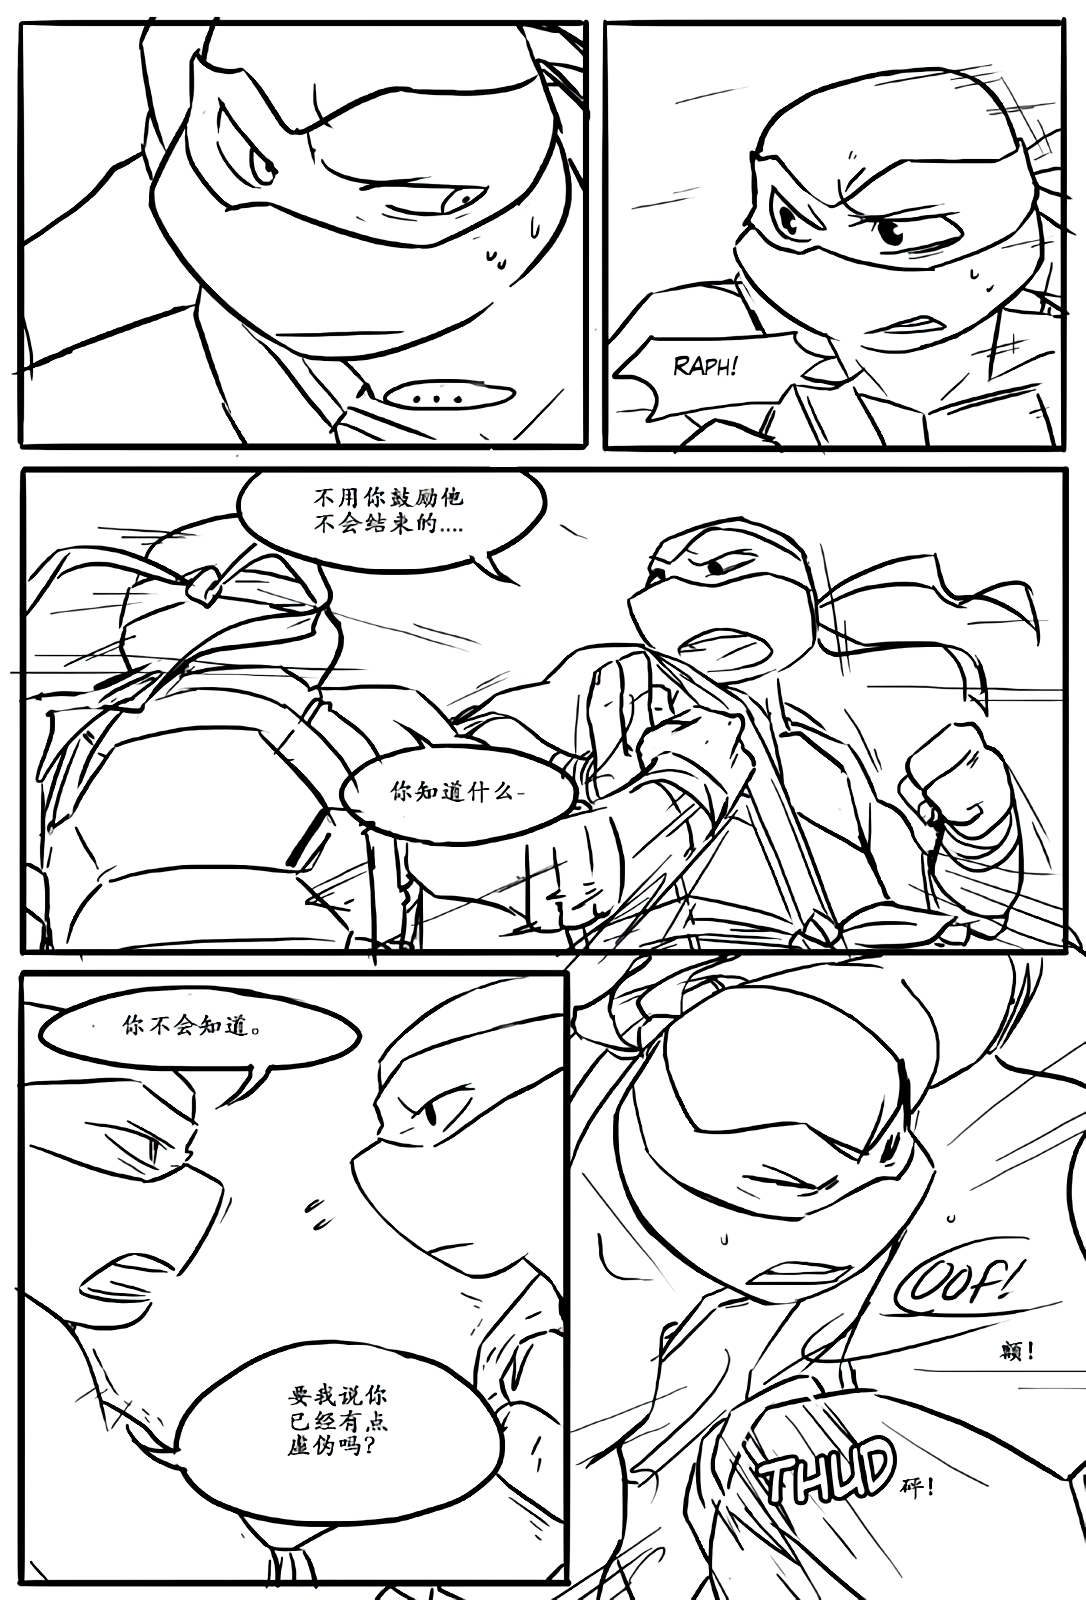 ...
RAPH!
不用你鼓励他
不会结束的....
你知道什么-
你不会知道。
要我说你
已经有点
虚伪吗?
OOF!
额!
THUD
砰!